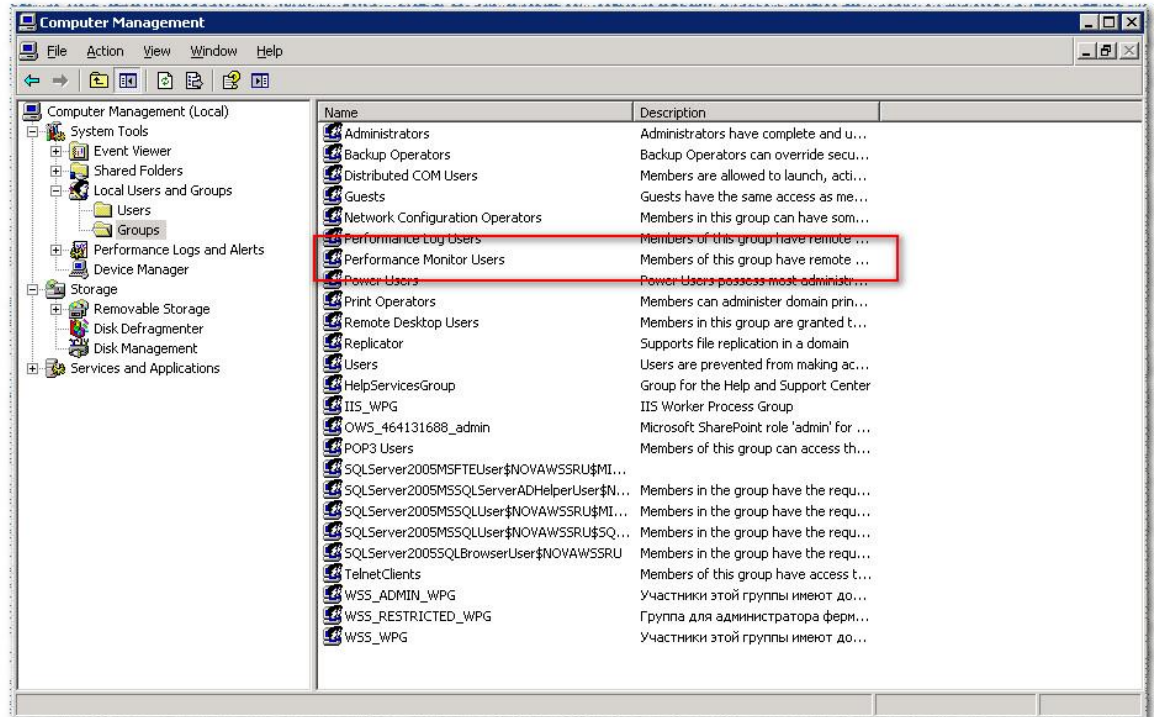 Computer Management
File Action View Window Help
Computer Management (Local)
System Tools
Event Viewer
Shared Folders
Local Users and Groups
Users
Groups
Performance Logs and Alerts
Device Manager
Storage
Removable Storage
Disk Defragmenter
Disk Management
Services and Applications
Name Description
Administrators Administrators have complete and u...
Backup Operators Backup Operators can override secu...
Distributed COM Users Members are allowed to launch, acti...
Guests Guests have the same access as me...
Network Configuration Operators Members in this group can have som...
Performance Log Users Members of this group have remote ...
Performance Monitor Users Members of this group have remote ...
Power Users Power Users possess most administr...
Print Operators Members can administer domain prin...
Remote Desktop Users Members in this group are granted t...
Replicator Supports file replication in a domain
Users Users are prevented from making ac...
HelpServicesGroup Group for the Help and Support Center
IIS_WPG IIS Worker Process Group
OWS_464131688_admin Microsoft SharePoint role 'admin' for ...
POP3 Users Members of this group can access th...
SQLServer2005MSFTEUser$NOVAWSSRU$MI...
SQLServer2005MSSQLServerADHelperUser$N... Members in the group have the requ...
SQLServer2005MSSQLUser$NOVAWSSRU$MI... Members in the group have the requ...
SQLServer2005MSSQLUser$NOVAWSSRU$SQ... Members in the group have the requ...
SQLServer2005SQLBrowserUser$NOVAWSSRU Members in the group have the requ...
TelnetClients Members of this group have access t...
WSS_ADMIN_WPG Участники этой группы имеют до...
WSS_RESTRICTED_WPG Группа для администратора ферм...
WSS_WPG Участники этой группы имеют до...